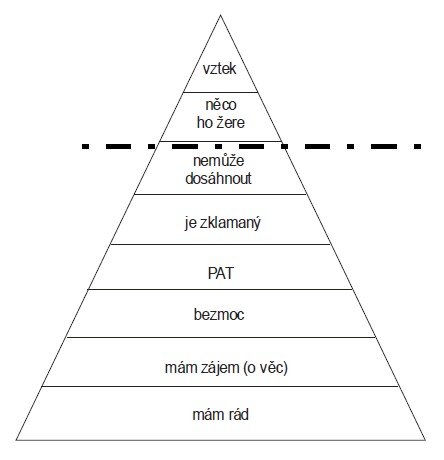 vztek
něco
ho žere
nemůže
dosáhnout
je zklamaný
PAT
bezmoc
mám zájem (o věc)
mám rád